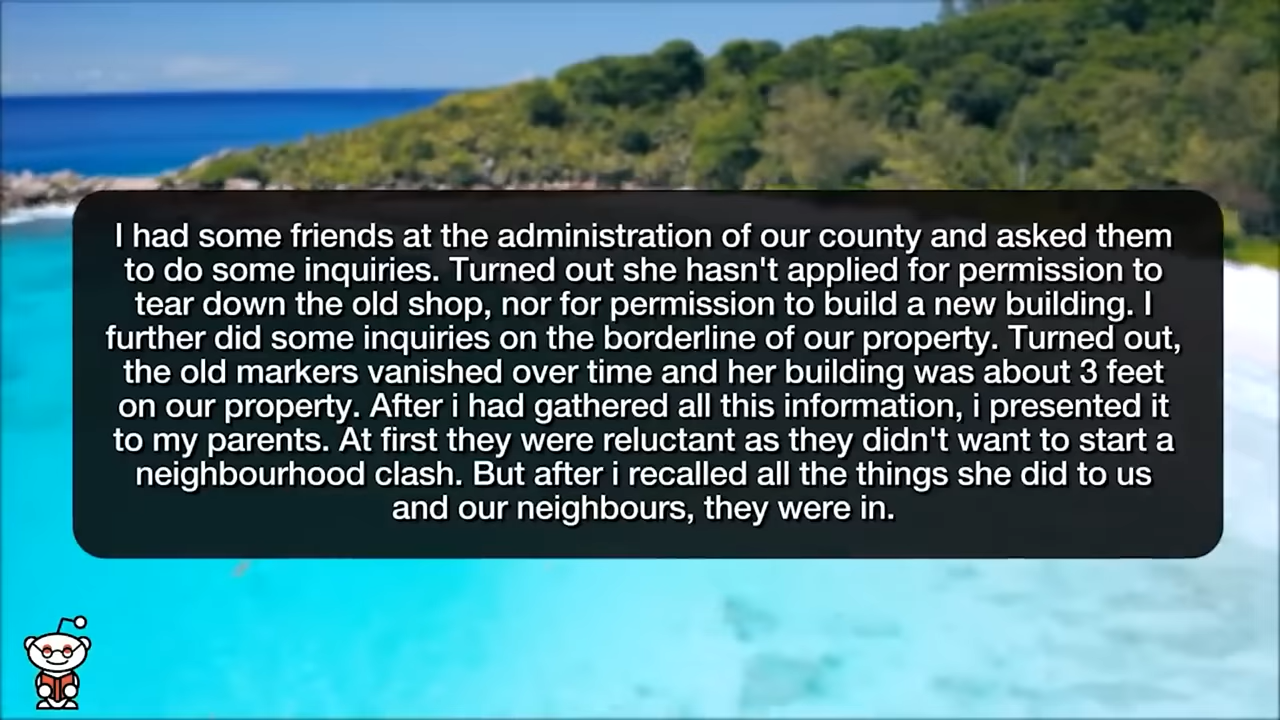 I had some friends at the administration of our county and asked them
to do some inquiries. Turned out she hasn't applied for permission to
tear down the old shop, nor for permission to build a new building. I
further did some inquiries on the borderline of our property. Turned out,
the old markers vanished over time and her building was about 3 feet
on our property. After i had gathered all this information, i presented it
to my parents. At first they were reluctant as they didn't want to start a
neighbourhood clash. But after i recalled all the things she did to us
and our neighbours, they were in.